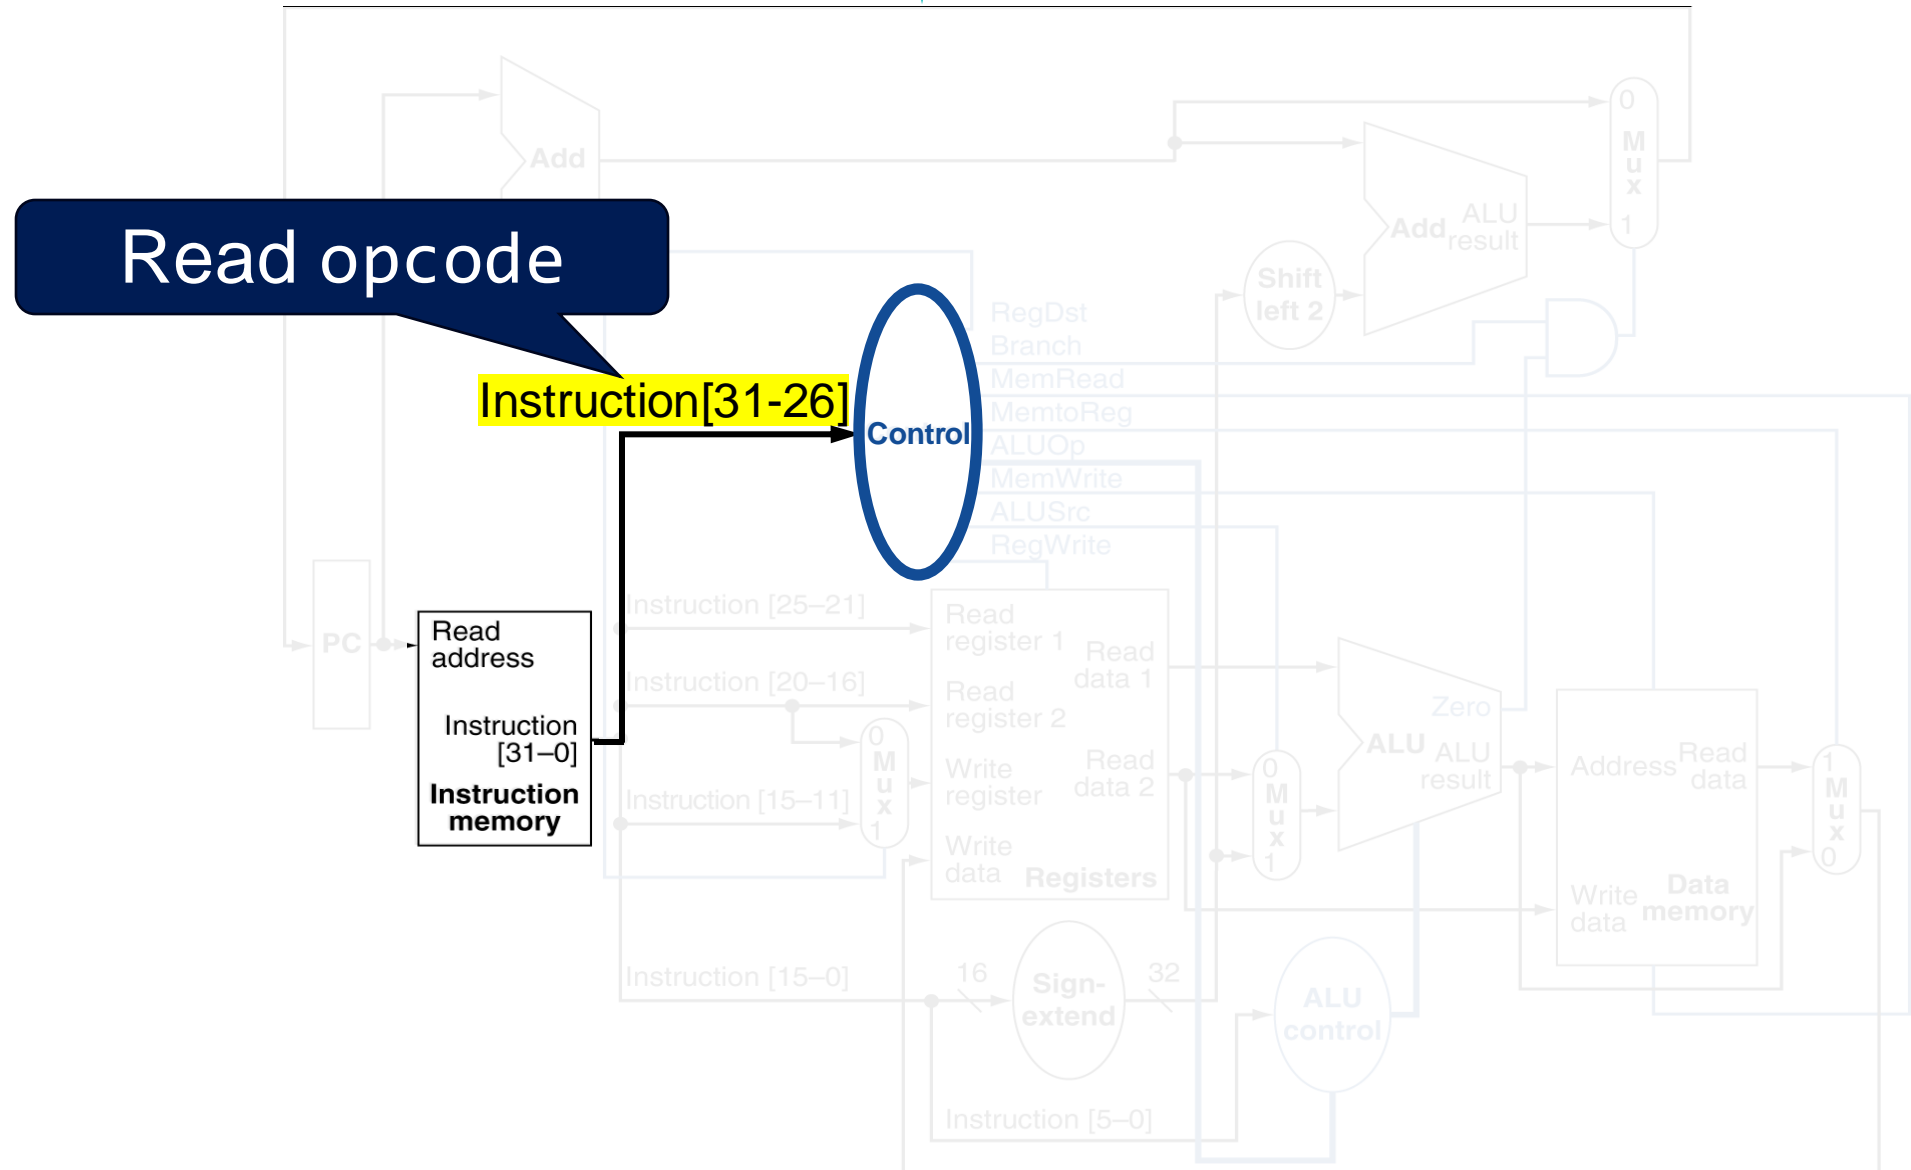 0
M
u
x
1
Add
ALU
Add result
Read opcode
Shift
left 2
RegDst
Branch
MemRead
MemtoReg
ALUOp
MemWrite
ALUSrc
RegWrite
Instruction[31-26]
Control
PC
Read
address
Instruction
[31–0]
Instruction
memory
Instruction [25–21]
Instruction [20–16]
Instruction [15–11]
Instruction [15–0]
Instruction [5–0]
0
M
u
x
1
Read
register 1
Read
register 2
Write
register
Write
data
Read
data 1
Read
data 2
Registers
0
M
u
x
1
Zero
ALU
ALU
result
Address
Read
data
Write
data
Data
memory
1
M
u
x
0
16
Sign-
extend
32
ALU
control